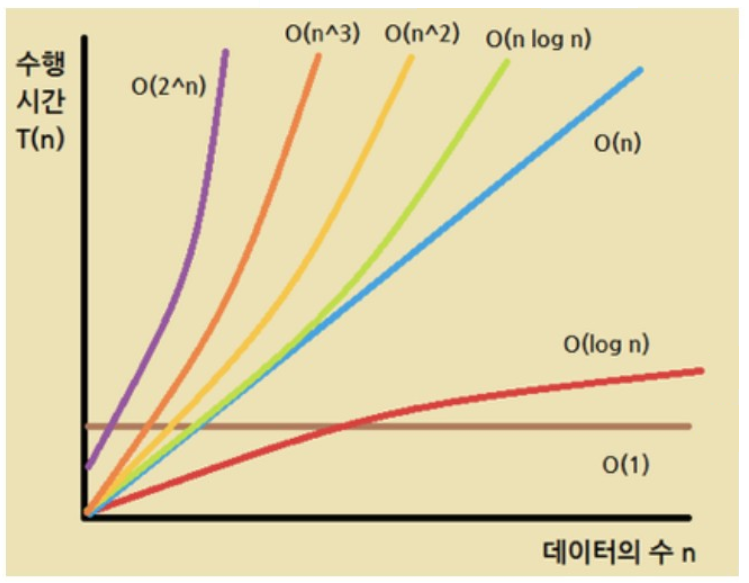 수행
시간
T(n)
O(2^n)
O(n^3)
O(n^2)
O(n log n)
O(n)
O(log n)
O(1)
데이터의 수 n